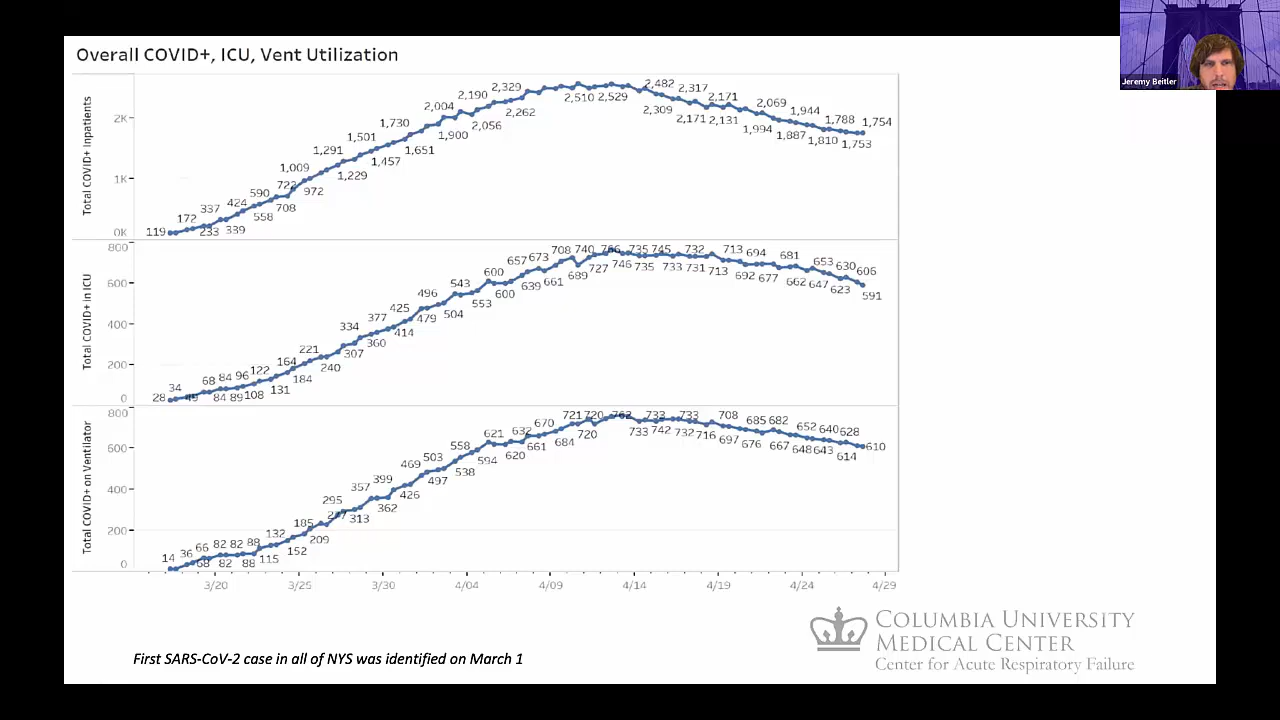 Overall COVID+, ICU, Vent Utilization
Jeremy Beitler
Total COVID+ Inpatients
2K
1K
0K
119 172 337 233 424 339 590 558 722 708 1,009 972 1,291 1,229 1,501 1,457 1,730 1,651 2,004 1,900 2,190 2,056 2,329 2,262 2,510 2,529 2,482 2,309 2,317 2,171 2,171 2,131 2,069 1,994 1,944 1,887 1,788 1,810 1,754 1,753
Total COVID+ in ICU
800
600
400
200
0
28 34 68 84 84 96 89 122 108 164 131 221 184 240 334 307 377 360 425 414 496 479 543 504 600 553 657 600 673 639 708 661 740 689 727 766 746 735 735 745 733 732 731 713 713 694 692 677 681 662 653 647 630 623 606 591
Total COVID+ on Ventilator
800
600
400
200
0
14 36 66 68 82 82 82 88 88 132 115 185 152 209 295 357 313 399 362 469 426 503 497 558 538 621 594 632 620 670 661 721 684 720 720 762 733 733 742 733 732 716 708 697 685 676 682 667 652 648 640 643 628 614 610
3/20 3/25 3/30 4/04 4/09 4/14 4/19 4/24 4/29
First SARS-CoV-2 case in all of NYS was identified on March 1
COLUMBIA UNIVERSITY
MEDICAL CENTER
Center for Acute Respiratory Failure